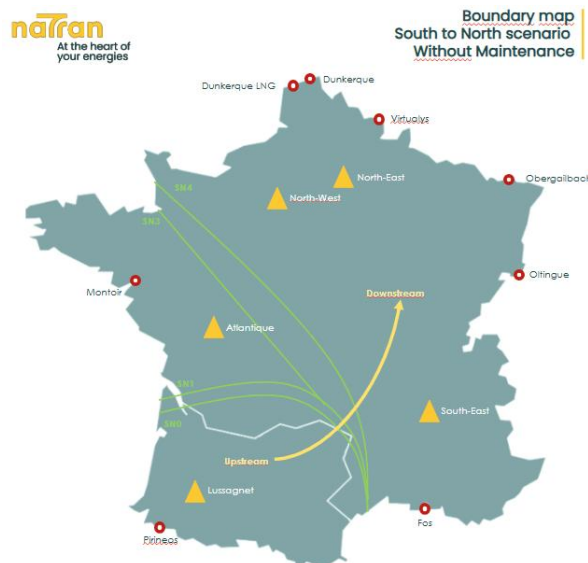 naTran
At the heart of
your energies
Boundary map
South to North scenario
Without Maintenance
Dunkerque LNG
Dunkerque
Virtualys
Obergailbach
North-East
SN4
North-West
SN3
Oltingue
Montoir
Downstream
Atlantique
SN1
South-East
SN0
Upstream
Lussagnet
Fos
Pirineos